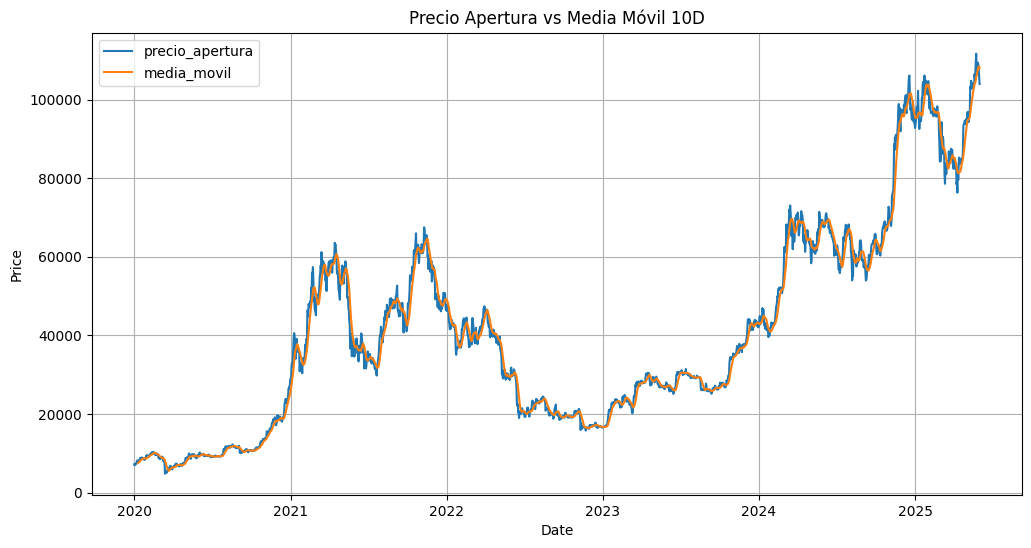 Precio Apertura vs Media Móvil 10D
precio_apertura
media_movil
100000
80000
60000
40000
20000
0
Price
2020 2021 2022 2023 2024 2025
Date